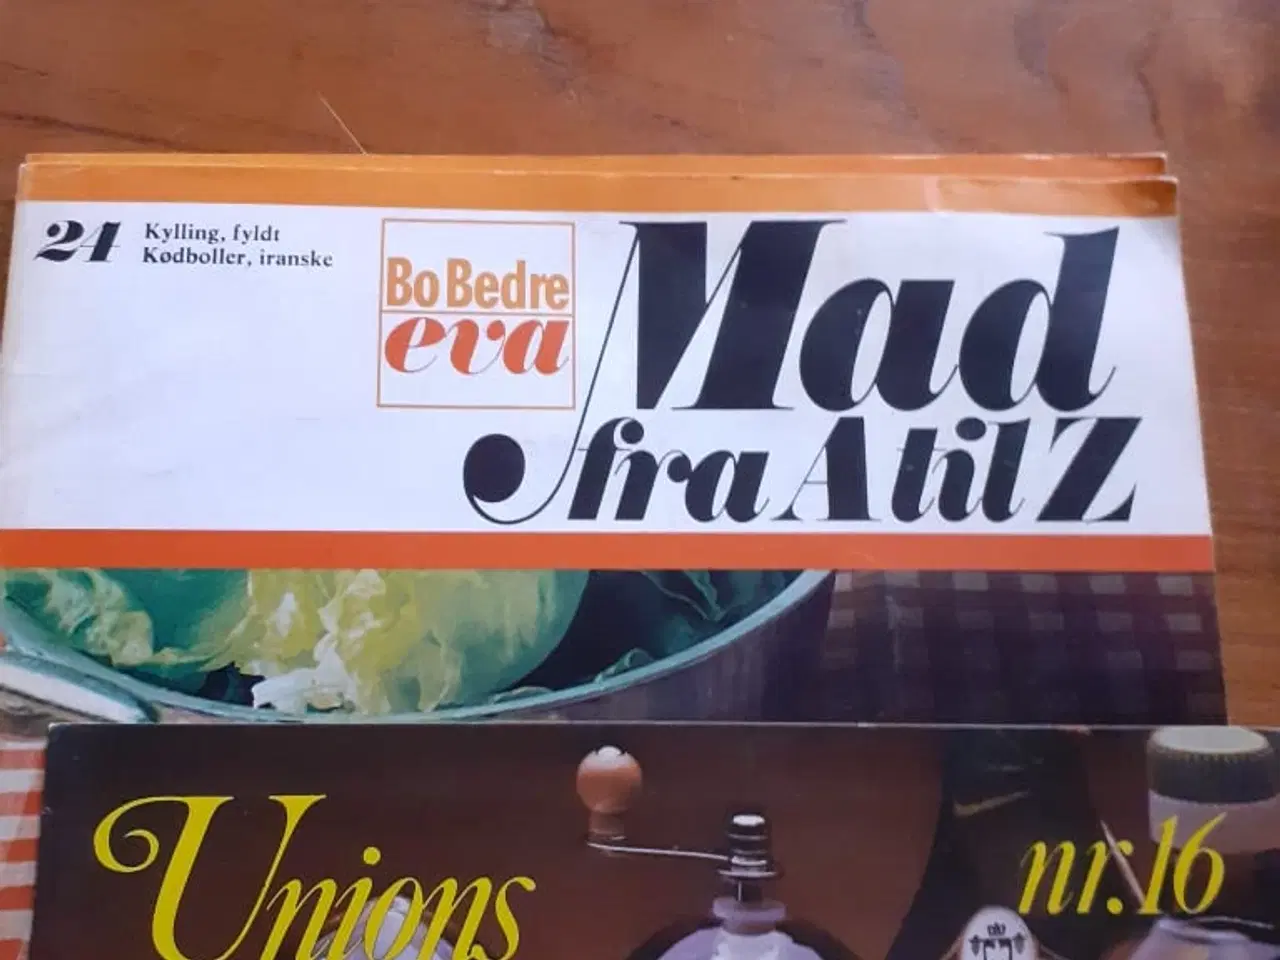 24
Kylling, fyldt
Kødboller, iranske
Bo Bedre
eva
Mad
fra A til Z
Unions
nr.16